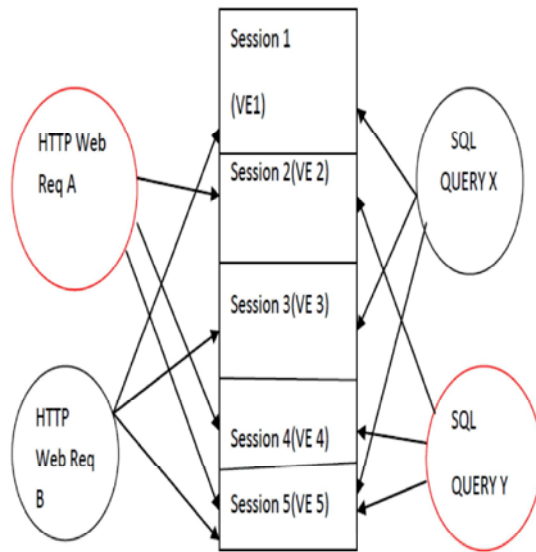 Session 1
(VE1)
HTTP Web
Req A
Session 2(VE 2)
SQL
QUERY X
Session 3(VE 3)
HTTP
Web Req
B
Session 4(VE 4)
SQL
QUERY Y
Session 5(VE 5)